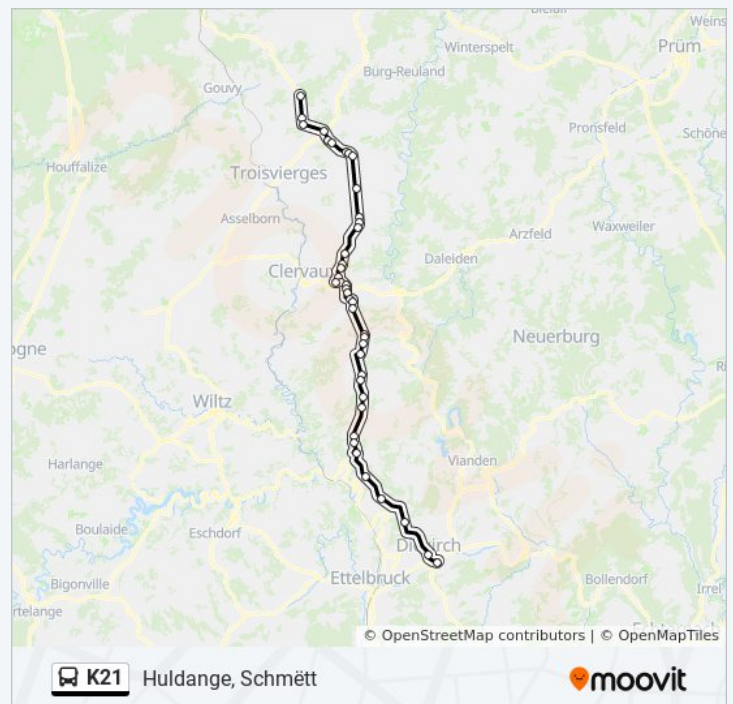 Weins
Winterspelt
Prüm
Burg-Reuland
Gouvy
Pronsfeld
Schöne
Houffalize
Troisvierges
Asselborn
Waxweiler
Arzfeld
Daleiden
Clervaux
Neuerburg
ogne
Wiltz
Harlange
Vianden
Boulaide
Eschdorf
Diekirch
Ettelbruck
Bollendorf
Bigonville
Irrel
rtelange
© OpenStreetMap contributors | © OpenMapTiles
K21 Huldange, Schmëtt
moovit